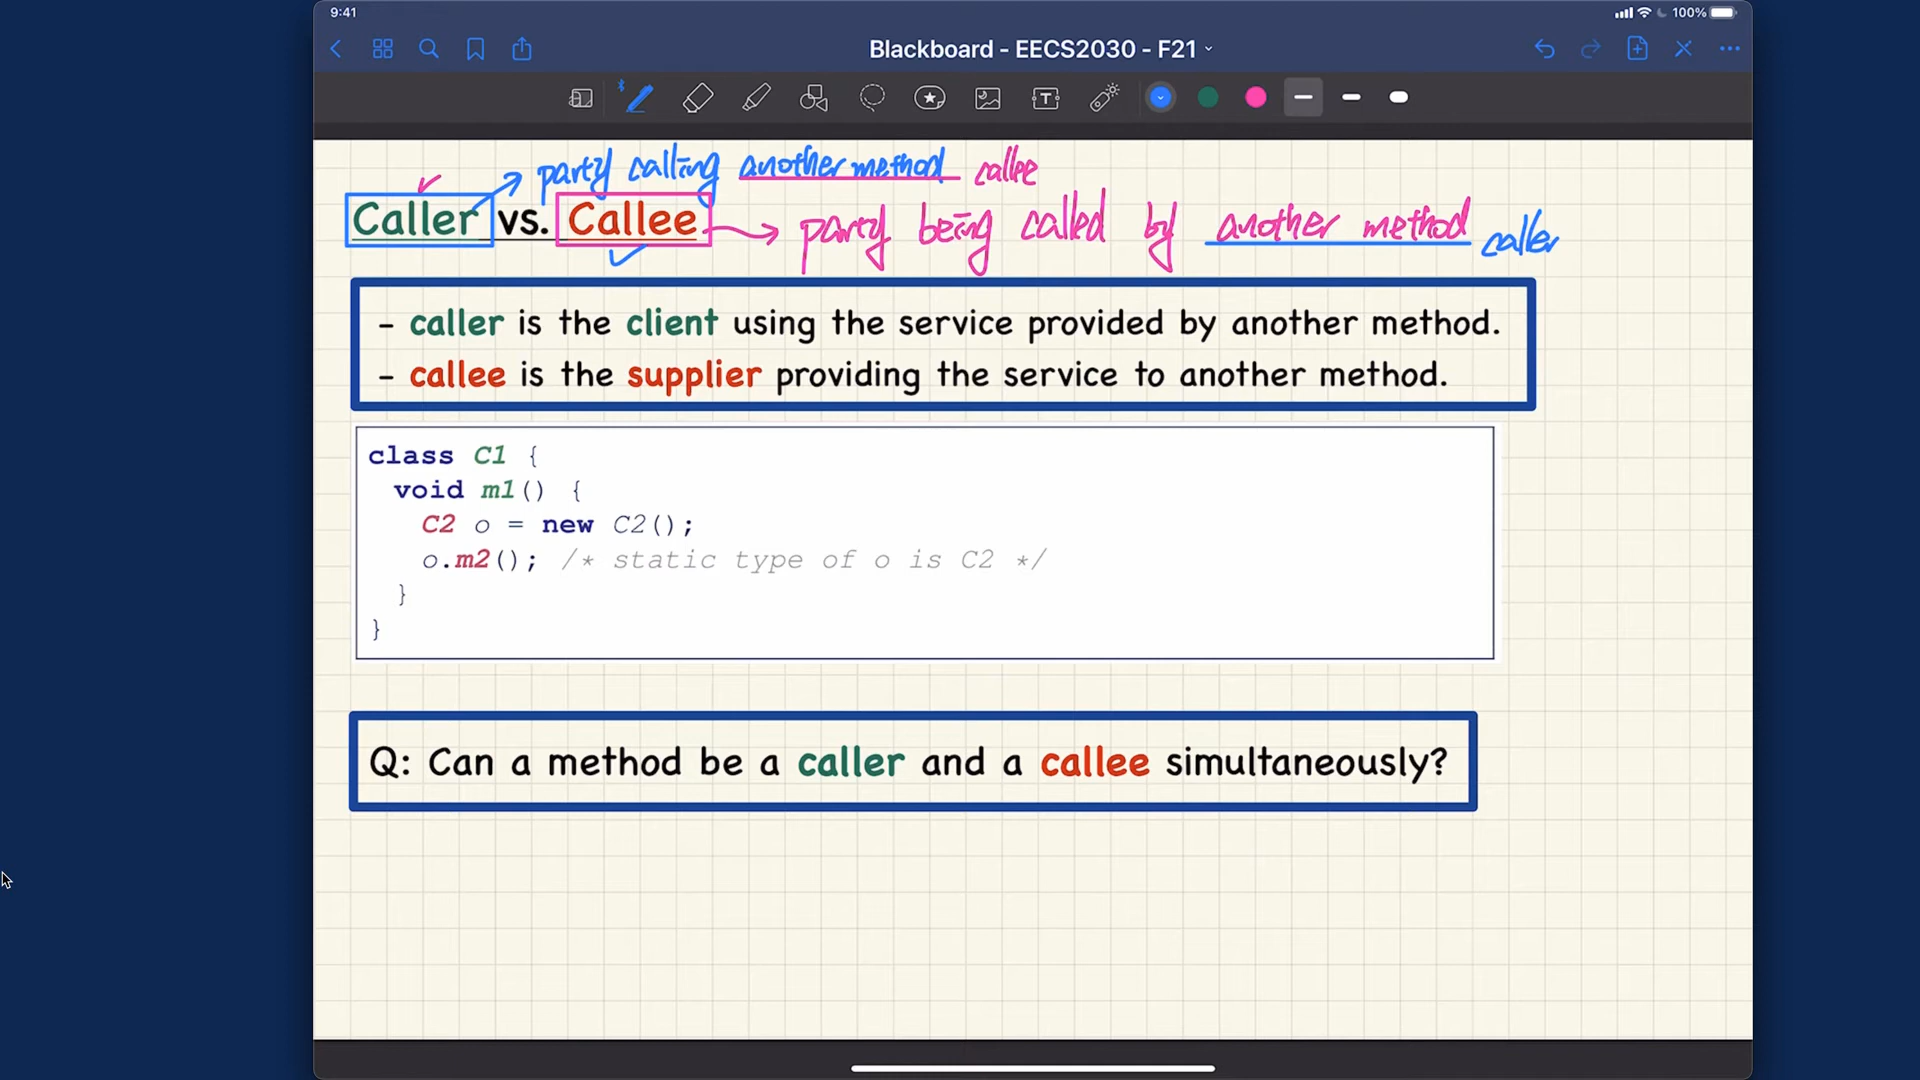 9:41
100%
Blackboard - EECS2030 - F21
party calling another method callee
Caller vs. Callee
party being called by another method caller
- caller is the client using the service provided by another method.
- callee is the supplier providing the service to another method.
class C1 {
void m1() {
C2 o = new C2();
o.m2(); /* static type of o is C2 */
}
}
Q: Can a method be a caller and a callee simultaneously?